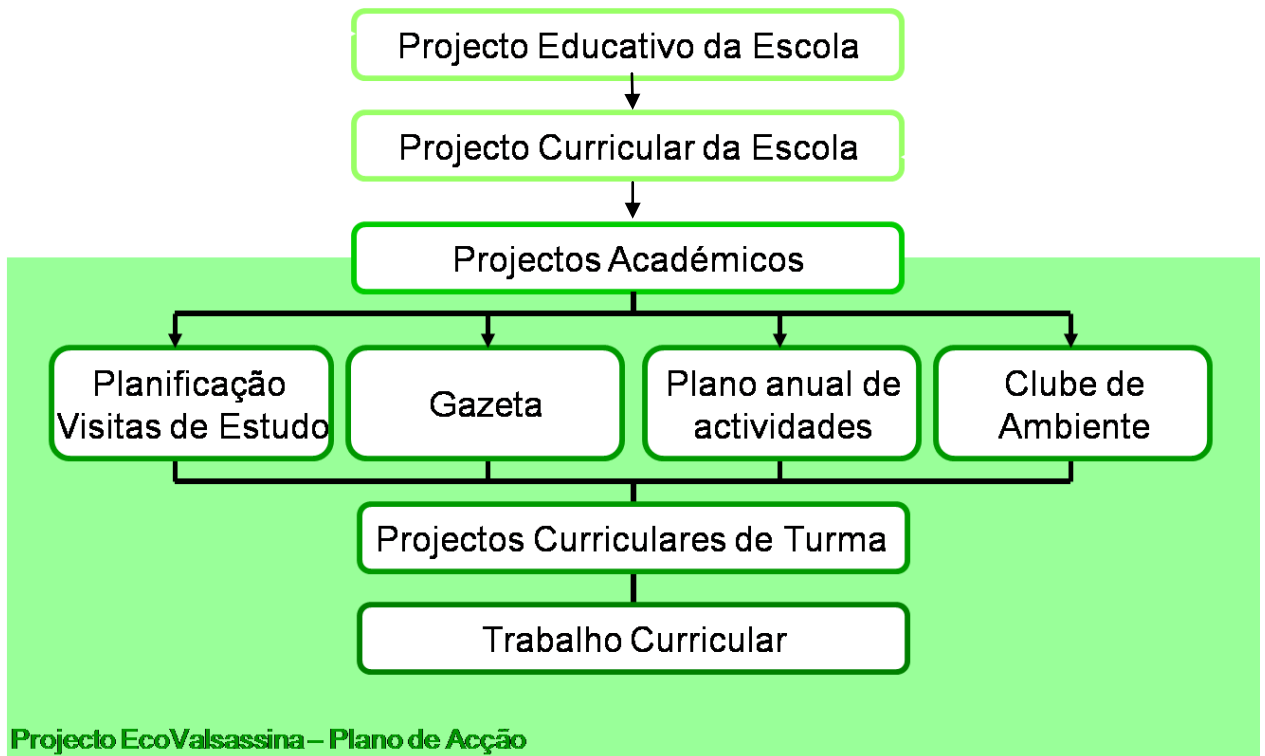 Projecto Educativo da Escola
Projecto Curricular da Escola
Projectos Académicos
Planificação
Visitas de Estudo
Gazeta
Plano anual de
actividades
Clube de
Ambiente
Projectos Curriculares de Turma
Trabalho Curricular
Projecto EcoValsassina – Plano de Acção